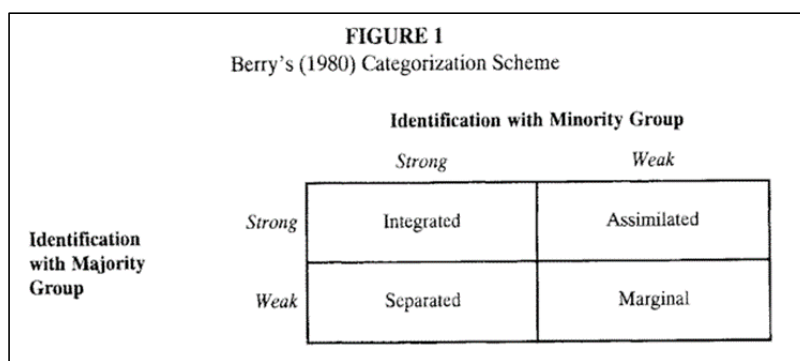 FIGURE 1
Berry's (1980) Categorization Scheme
Identification with Minority Group
Strong Weak
Strong Integrated Assimilated
Identification
with Majority
Group
Weak Separated Marginal